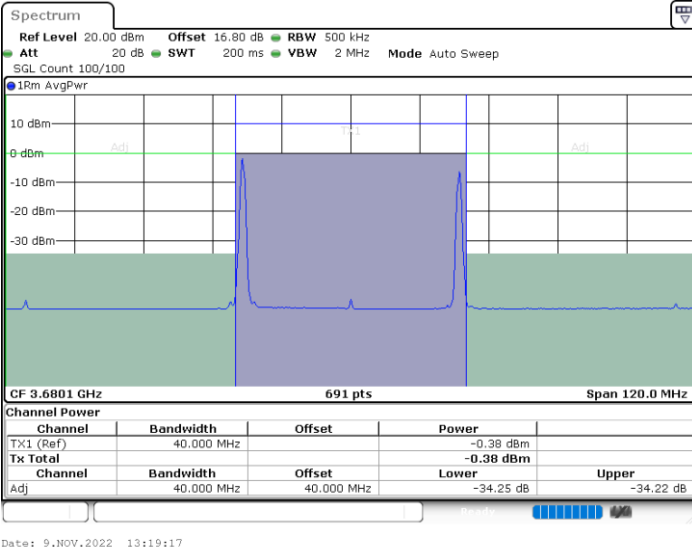 Spectrum
Ref Level 20.00 dBm Offset 16.80 dB RBW 500 kHz
Att 20 dB SWT 200 ms VBW 2 MHz Mode Auto Sweep
SGL Count 100/100
1Rm AvgPwr
10 dBm
TX1
Adj Adj
0 dBm
-10 dBm
-20 dBm
-30 dBm
CF 3.6801 GHz 691 pts Span 120.0 MHz
Channel Power
Channel Bandwidth Offset Power
TX1 (Ref) 40.000 MHz -0.38 dBm
Tx Total -0.38 dBm
Channel Bandwidth Offset Lower Upper
Adj 40.000 MHz 40.000 MHz -34.25 dB -34.22 dB
Ready
Date: 9.NOV.2022 13:19:17